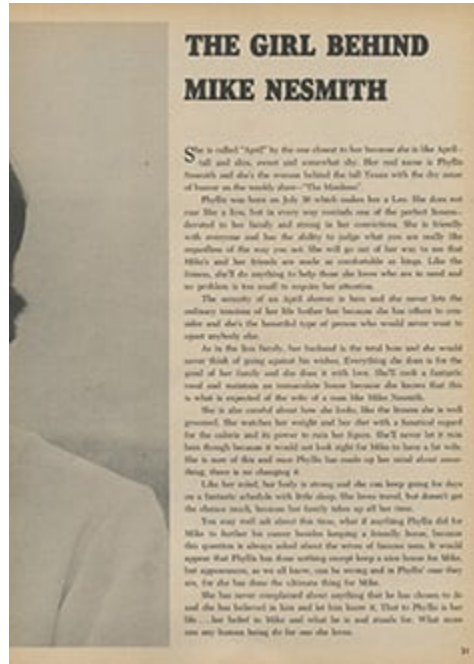 THE GIRL BEHIND
MIKE NESMITH
She is called "April" by the one closest to her because she is like April—
tall and slim, sweet and somewhat shy. Her real name is Phyllis
Nesmith and she's the woman behind the tall Texan with the dry sense
of humor on the weekly show—"The Monkees".
Phyllis was born on July which makes her a Leo. She does not
roar like a lion, but in every way reminds one of the perfect lioness—
devoted to her family and strong in her convictions. She is friendly
with everyone and has the ability to judge what you are really like
regardless of the way you act. She will go out of her way to see that
Mike's and her friends are made as comfortable as kings. Like the
lioness, she'll do anything to help those she loves who are in need and
no problem is too small to require her attention.
The serenity of an April shower is hers and she never lets the
ordinary tensions of her life bother her because she has others to con-
sider and she's the beautiful type of person who would never want to
upset anybody else.
As in the lion family, her husband is the total boss and she would
never think of going against his wishes. Everything she does is for the
good of her family and she does it with love. She'll cook a fantastic
meal and maintain an immaculate house because she knows that this
is what is expected of the wife of a man like Mike Nesmith.
She is also careful about how she looks, like the lioness she is well
groomed. She watches her weight and her diet with a fanatical regard
for the calorie and its power to ruin her figure. She'll never let it ruin
hers though because it would not look right for Mike to have a fat wife.
She is sure of this and once Phyllis has made up her mind about some-
thing, there is no changing it.
Like her mind, her body is strong and she can keep going for days
on a fantastic schedule with little sleep. She loves travel, but doesn't get
the chance much, because her family takes up all her time.
You may well ask about this time, what if anything Phyllis did for
Mike to further his career besides keeping a friendly house, because
this question is always asked about the wives of famous men. It would
appear that Phyllis has done nothing except keep a nice house for Mike,
but appearances, as we all know, can be wrong and in Phyllis' case they
are, for she has done the ultimate thing for Mike.
She has never complained about anything that he has chosen to do
and she has believed in him and let him know it. That to Phyllis is her
life . . . her belief in Mike and what he is and stands for. What more
can any human being do for one she loves.